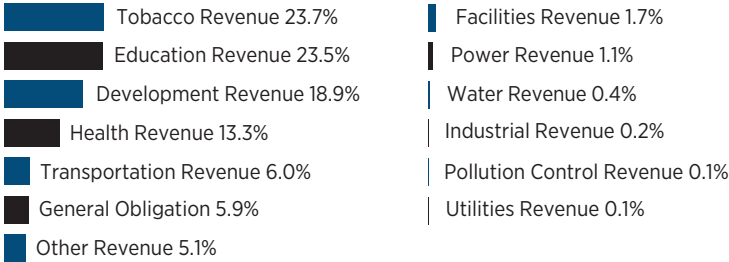 Tobacco Revenue 23.7%
Education Revenue 23.5%
Development Revenue 18.9%
Health Revenue 13.3%
Transportation Revenue 6.0%
General Obligation 5.9%
Other Revenue 5.1%
Facilities Revenue 1.7%
Power Revenue 1.1%
Water Revenue 0.4%
Industrial Revenue 0.2%
Pollution Control Revenue 0.1%
Utilities Revenue 0.1%